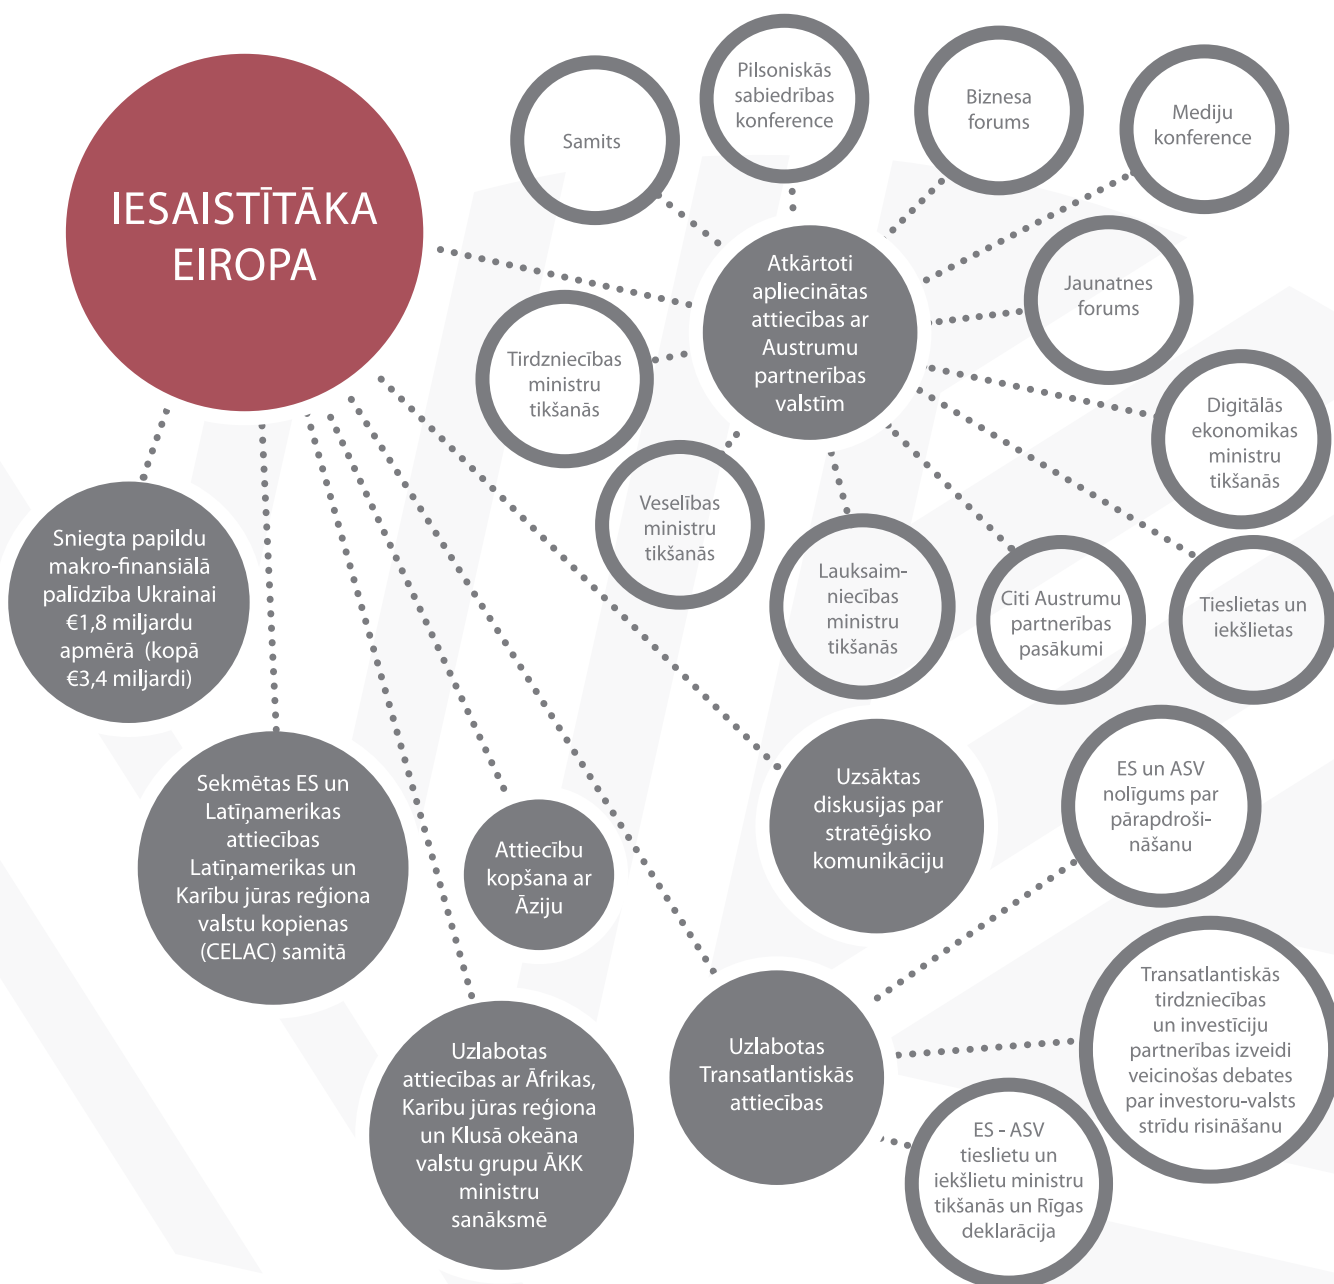 IESAISTĪTĀKA
EIROPA
Samits
Pilsoniskās
sabiedrības
konference
Biznesa
forums
Mediju
konference
Atkārtoti
apliecinātas
attiecības ar
Austrumu
partnerības
valstīm
Jaunatnes
forums
Tirdzniecības
ministru
tikšanās
Digitālās
ekonomikas
ministru
tikšanās
Veselības
ministru
tikšanās
Lauksaim-
niecības
ministru
tikšanās
Citi Austrumu
partnerības
pasākumi
Tieslietas un
iekšlietas
Sniegta papildu
makro-finansiālā
palīdzība Ukrainai
€1,8 miljardu
apmērā (kopā
€3,4 miljardi)
Sekmētas ES un
Latīņamerikas
attiecības
Latīņamerikas un
Karību jūras reģiona
valstu kopienas
(CELAC) samitā
Attiecību
kopšana ar
Āziju
Uzsāktas
diskusijas par
stratēģisko
komunikāciju
ES un ASV
nolīgums par
pārapdroši-
nāšanu
Uzlabotas
attiecības ar Āfrikas,
Karību jūras reģiona
un Klusā okeāna
valstu grupu ĀKK
ministru
sanāksmē
Uzlabotas
Transatlantiskās
attiecības
Transatlantiskās
tirdzniecības
un investīciju
partnerības izveidi
veicinošas debates
par investoru-valsts
strīdu risināšanu
ES - ASV
tieslietu un
iekšlietu ministru
tikšanās un Rīgas
deklarācija